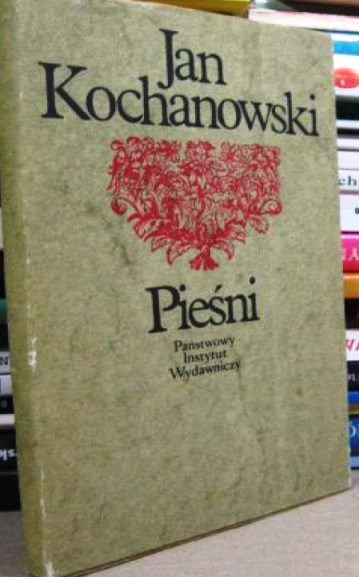 Jan
Kochanowski
Pieśni
Państwowy
Instytut
Wydawniczy